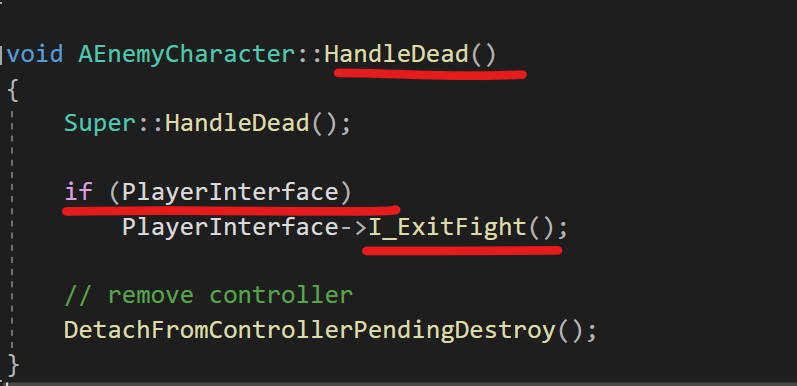 void AEnemyCharacter::HandleDead()
{
Super::HandleDead();
if (PlayerInterface)
PlayerInterface->I_ExitFight();
// remove controller
DetachFromControllerPendingDestroy();
}